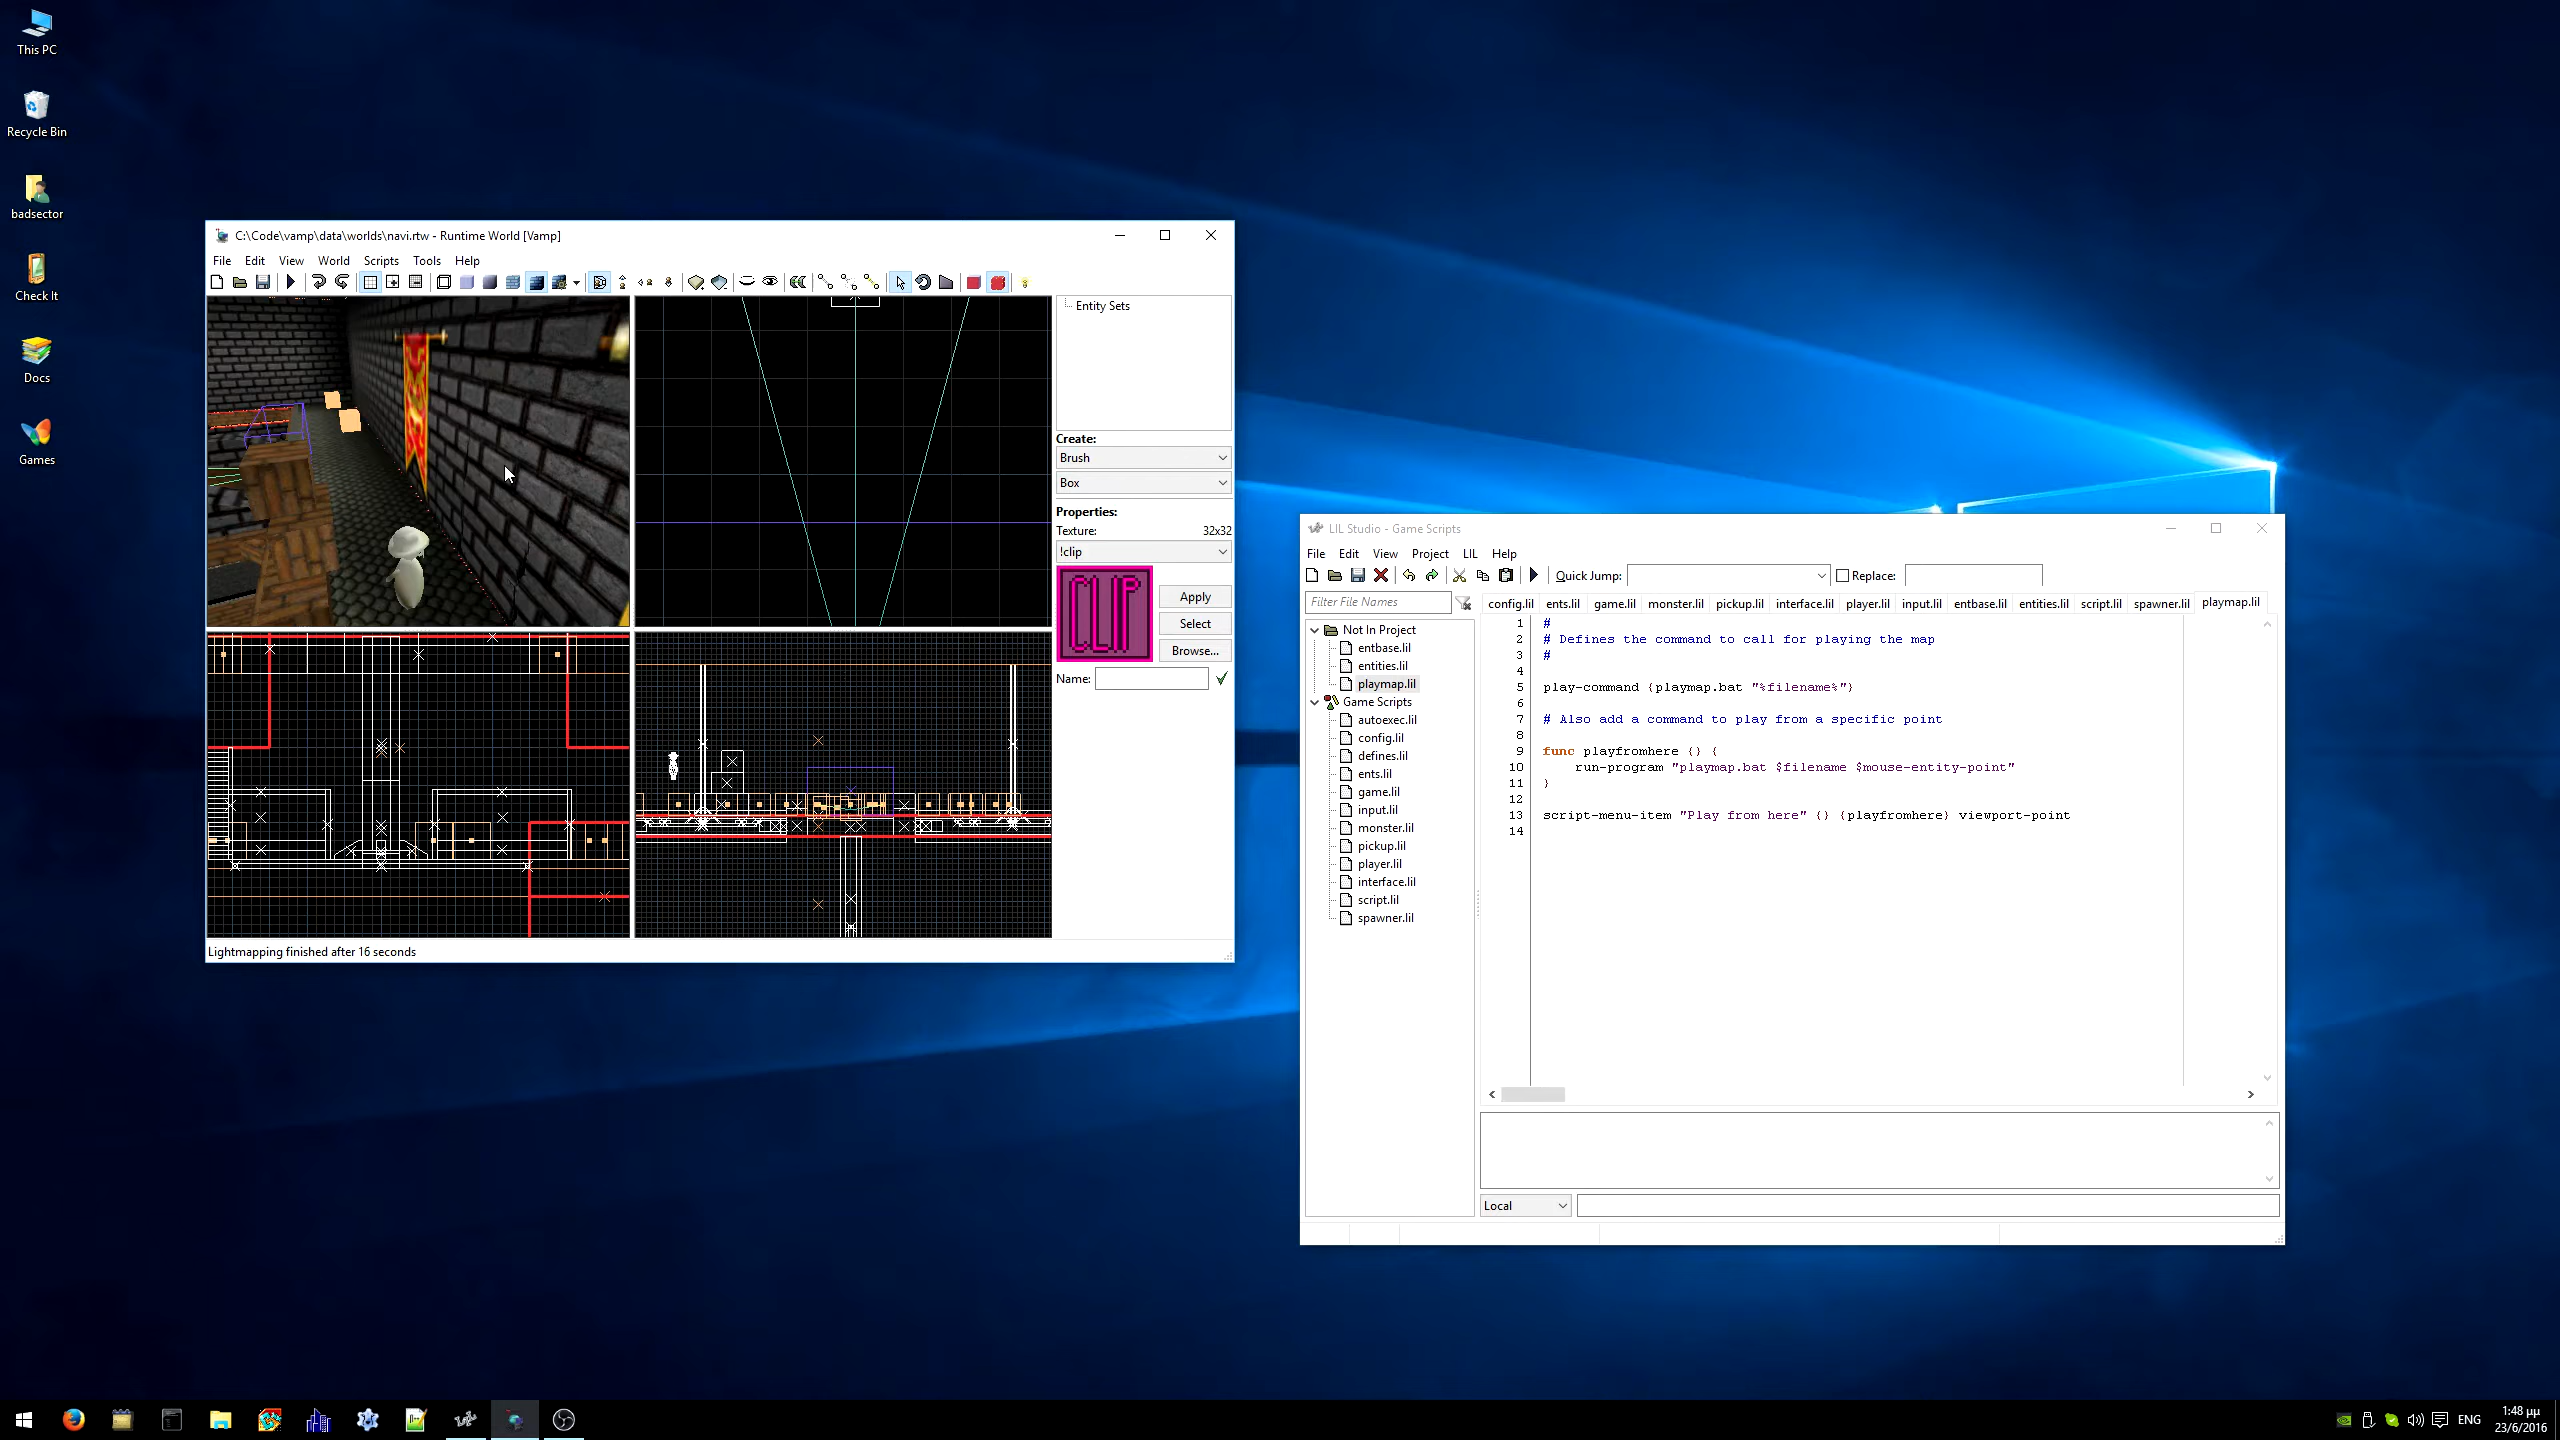 This PC
Recycle Bin
badsector
Check It
Docs
Games
C:\Code\vamp\data\worlds\navi.rtw - Runtime World [Vamp]
File Edit View World Scripts Tools Help
Entity Sets
Create:
Brush
Box
Properties:
Texture: 32x32
!clip
CLIP
Apply
Select
Browse...
Name:
Lightmapping finished after 16 seconds
LIL Studio - Game Scripts
File Edit View Project LIL Help
Quick Jump: Replace:
Filter File Names
config.lil ents.lil game.lil monster.lil pickup.lil interface.lil player.lil input.lil entbase.lil entities.lil script.lil spawner.lil playmap.lil
Not In Project
entbase.lil
entities.lil
playmap.lil
Game Scripts
autoexec.lil
config.lil
defines.lil
ents.lil
game.lil
input.lil
monster.lil
pickup.lil
player.lil
interface.lil
script.lil
spawner.lil
1 #
2 # Defines the command to call for playing the map
3 #
4
5 play-command {playmap.bat "%filename%"}
6
7 # Also add a command to play from a specific point
8
9 func playfromhere {} {
10 run-program "playmap.bat $filename $mouse-entity-point"
11 }
12
13 script-menu-item "Play from here" {} {playfromhere} viewport-point
14
Local
ENG
1:48 μμ
23/6/2016